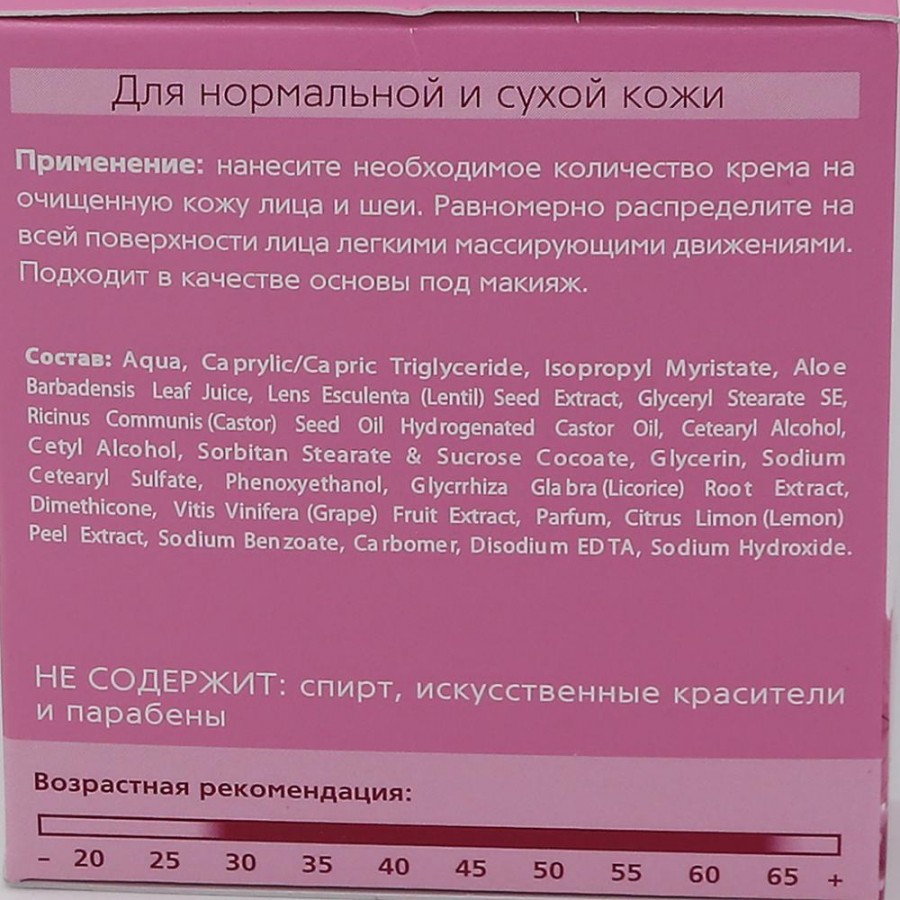 Для нормальной и сухой кожи
Применение: нанесите необходимое количество крема на
очищенную кожу лица и шеи. Равномерно распределите на
всей поверхности лица легкими массирующими движениями.
Подходит в качестве основы под макияж.
Состав: Aqua, Caprylic/Capric Triglyceride, Isopropyl Myristate, Aloe
Barbadensis Leaf Juice, Lens Esculenta (Lentil) Seed Extract, Glyceryl Stearate SE,
Ricinus Communis (Castor) Seed Oil Hydrogenated Castor Oil, Cetearyl Alcohol,
Cetyl Alcohol, Sorbitan Stearate & Sucrose Cocoate, Glycerin, Sodium
Cetearyl Sulfate, Phenoxyethanol, Glycrrhiza Glabra (Licorice) Root Extract,
Dimethicone, Vitis Vinifera (Grape) Fruit Extract, Parfum, Citrus Limon (Lemon)
Peel Extract, Sodium Benzoate, Carbomer, Disodium EDTA, Sodium Hydroxide.
НЕ СОДЕРЖИТ: спирт, искусственные красители
и парабены
Возрастная рекомендация:
– 20 25 30 35 40 45 50 55 60 65 +